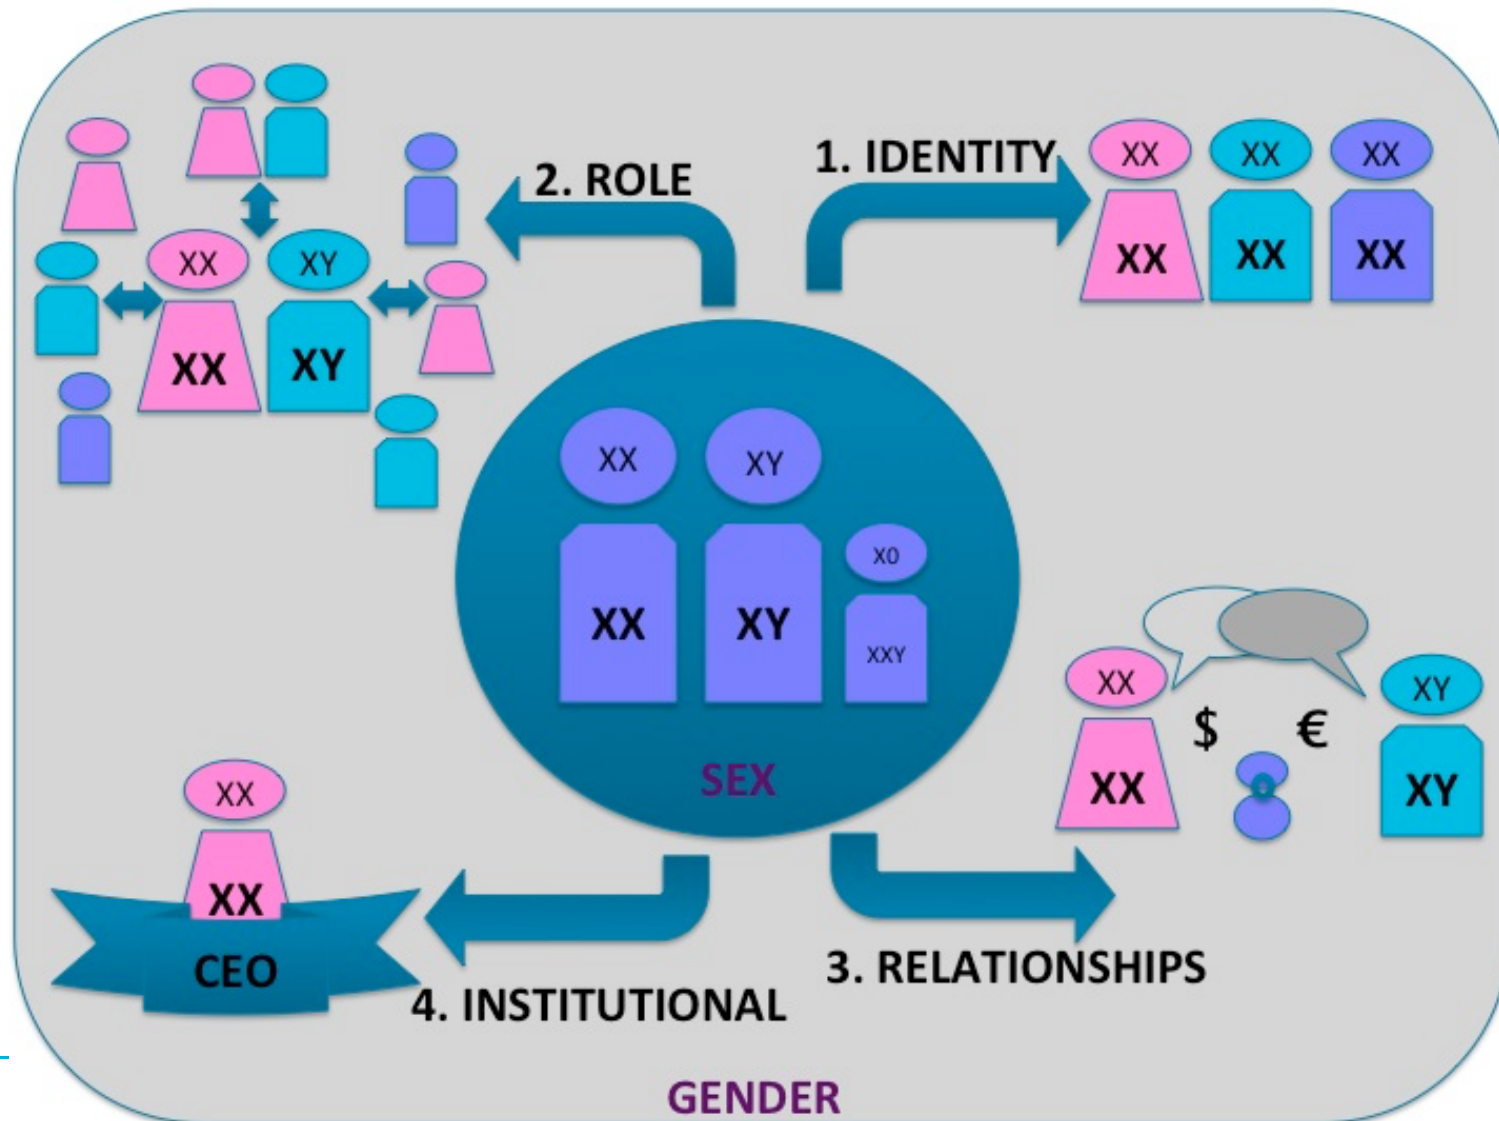 2. ROLE
1. IDENTITY
XX XX XX
XX XX XX
XX XY
XX XY
XX XY
XO
XX XY
XXY
SEX
XX XY
$ €
XX XY
XX
XX
CEO
3. RELATIONSHIPS
4. INSTITUTIONAL
GENDER